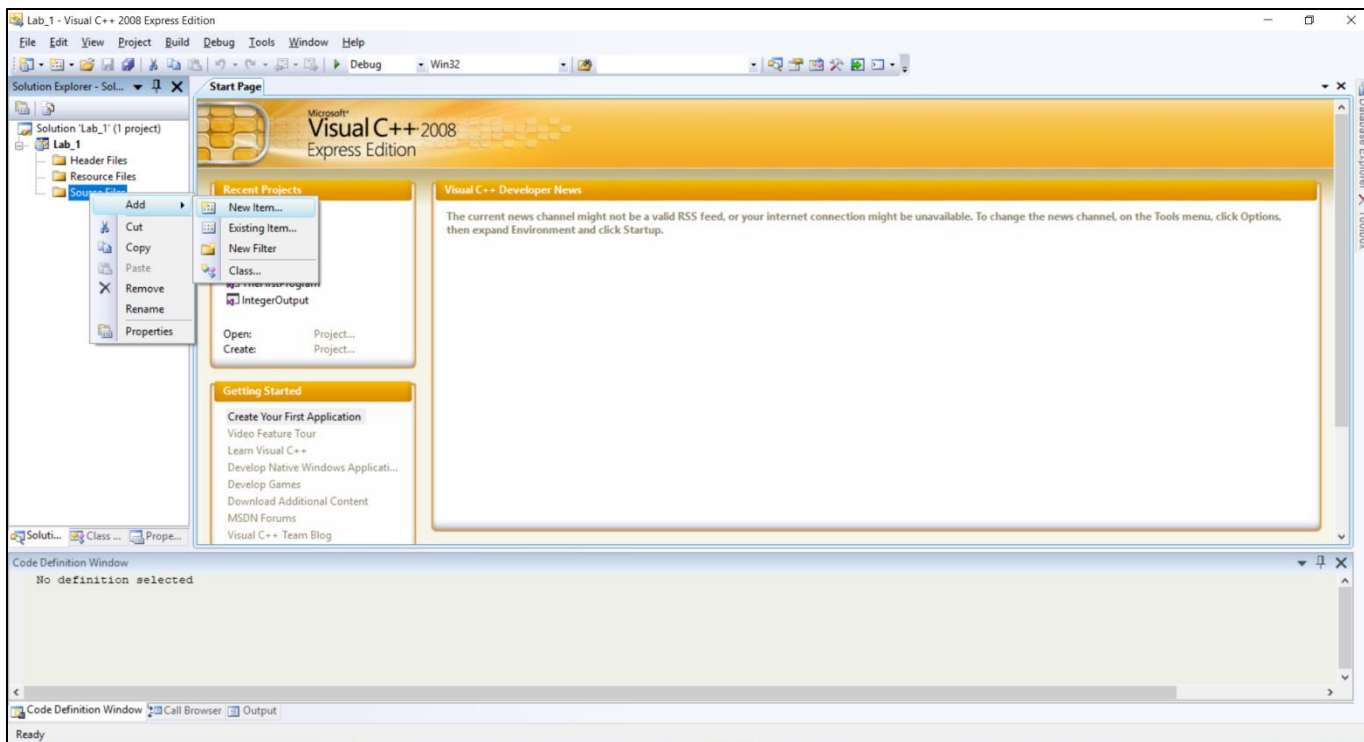 Lab_1 - Visual C++ 2008 Express Edition
File Edit View Project Build Debug Tools Window Help
Debug Win32
Solution Explorer - Sol...
Start Page
Solution 'Lab_1' (1 project)
Lab_1
Header Files
Resource Files
Source Files
Add
Cut
Copy
Paste
Remove
Rename
Properties
New Item...
Existing Item...
New Filter
Class...
Microsoft
Visual C++ 2008
Express Edition
Recent Projects
TheFirstProgram
IntegerOutput
Open: Project...
Create: Project...
Getting Started
Create Your First Application
Video Feature Tour
Learn Visual C++
Develop Native Windows Applicati...
Develop Games
Download Additional Content
MSDN Forums
Visual C++ Team Blog
Visual C++ Developer News
The current news channel might not be a valid RSS feed, or your internet connection might be unavailable. To change the news channel, on the Tools menu, click Options,
then expand Environment and click Startup.
Database Explorer
Toolbox
Soluti... Class ... Prope...
Code Definition Window
No definition selected
Code Definition Window Call Browser Output
Ready